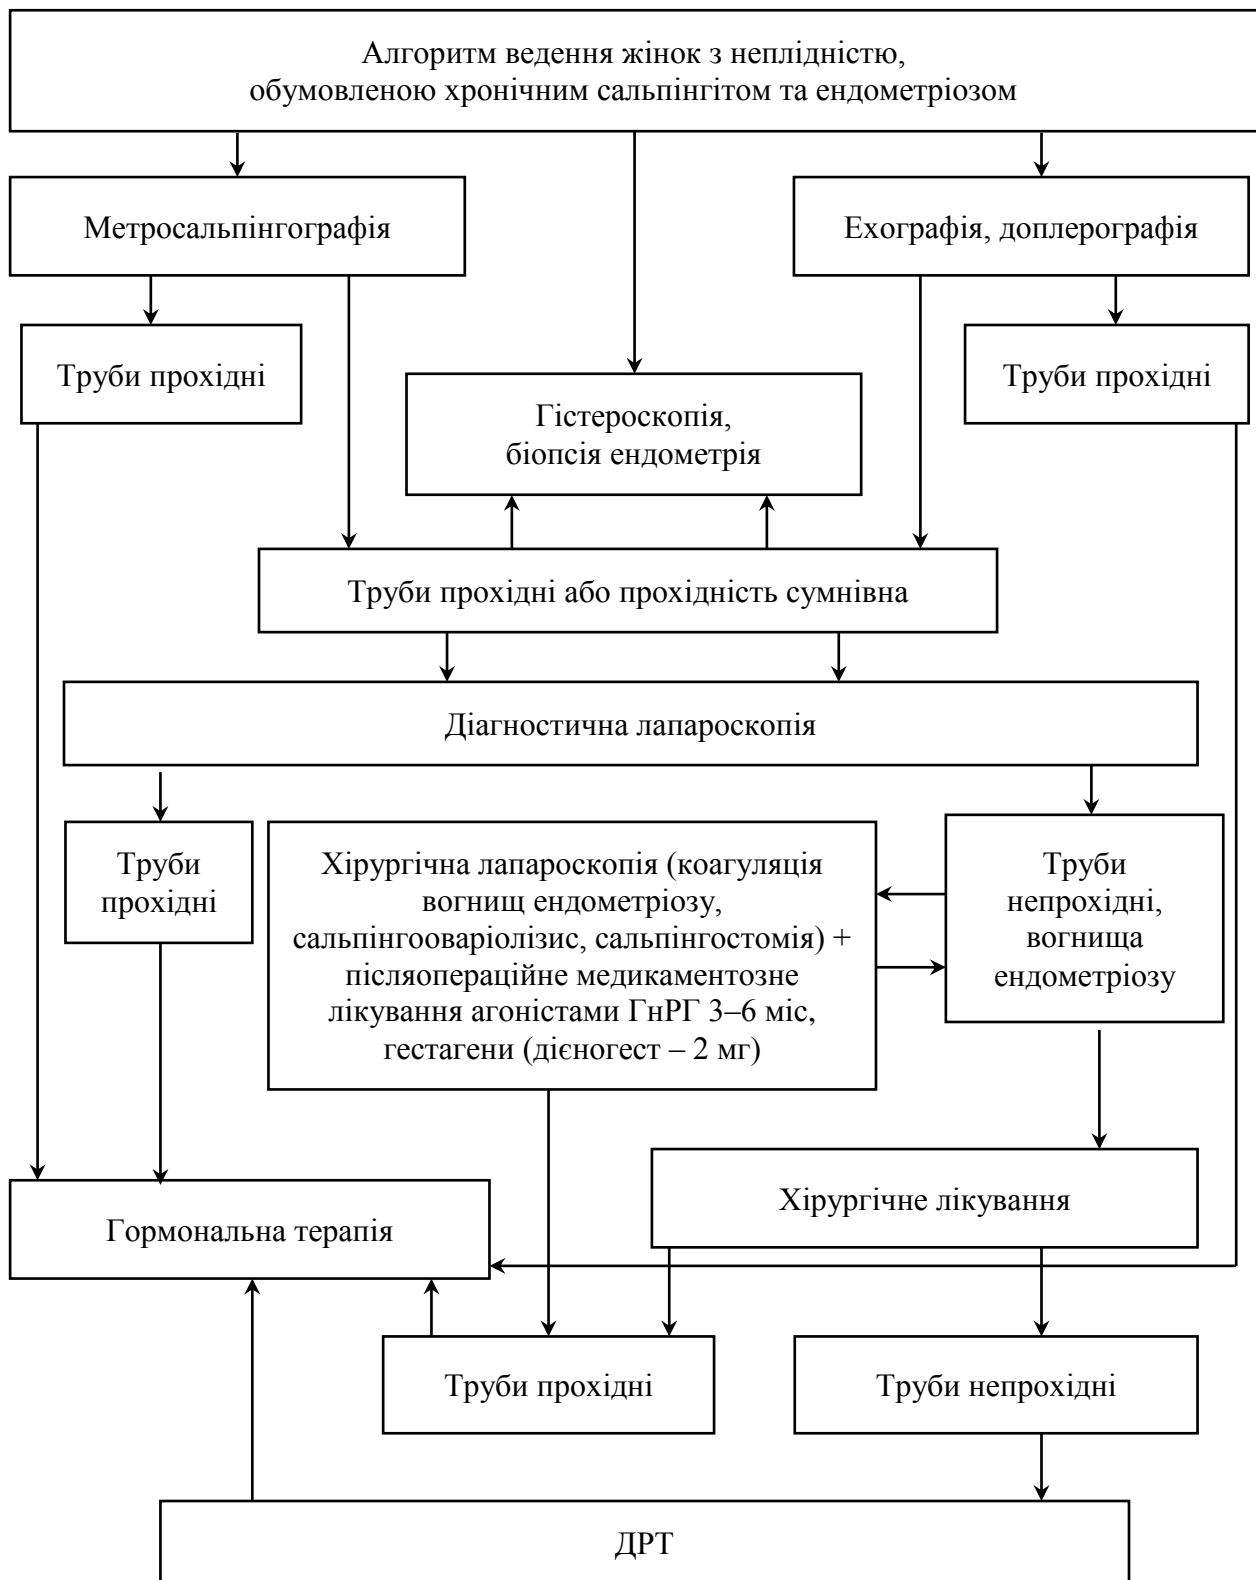 Алгоритм ведення жінок з неплідністю,
обумовленою хронічним сальпінгітом та ендометріозом
Метросальпінгографія
Ехографія, доплерографія
Труби прохідні
Труби прохідні
Гістероскопія,
біопсія ендометрія
Труби прохідні або прохідність сумнівна
Діагностична лапароскопія
Труби
прохідні
Хірургічна лапароскопія (коагуляція
вогнищ ендометріозу,
сальпінгооваріолізис, сальпінгостомія) +
післяопераційне медикаментозне
лікування агоністами ГнРГ 3–6 міс,
гестагени (дієногест – 2 мг)
Труби
непрохідні,
вогнища
ендометріозу
Хірургічне лікування
Гормональна терапія
Труби прохідні
Труби непрохідні
ДРТ